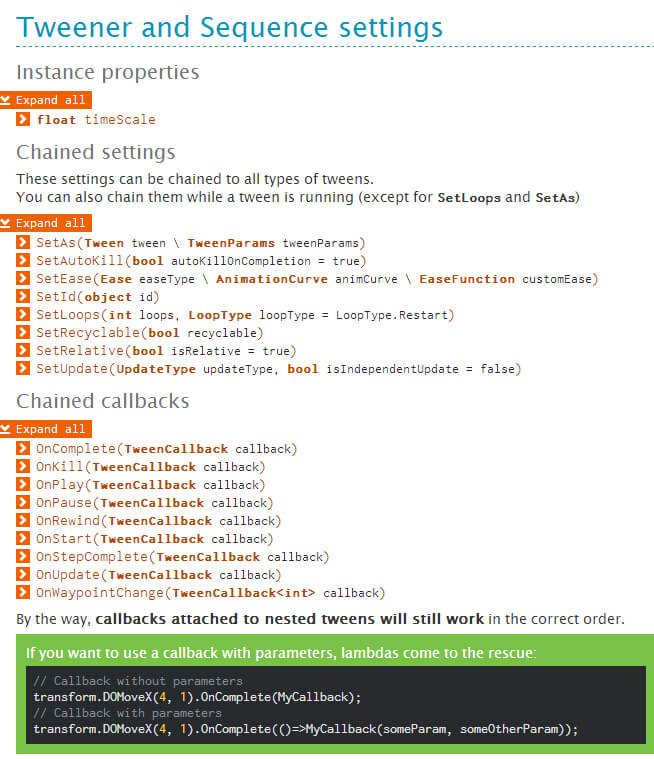 Tweener and Sequence settings
Instance properties
Expand all
float timeScale
Chained settings
These settings can be chained to all types of tweens.
You can also chain them while a tween is running (except for SetLoops and SetAs)
Expand all
SetAs(Tween tween \ TweenParams tweenParams)
SetAutoKill(bool autoKillOnCompletion = true)
SetEase(Ease easeType \ AnimationCurve animCurve \ EaseFunction customEase)
SetId(object id)
SetLoops(int loops, LoopType loopType = LoopType.Restart)
SetRecyclable(bool recyclable)
SetRelative(bool isRelative = true)
SetUpdate(UpdateType updateType, bool isIndependentUpdate = false)
Chained callbacks
Expand all
OnComplete(TweenCallback callback)
OnKill(TweenCallback callback)
OnPlay(TweenCallback callback)
OnPause(TweenCallback callback)
OnRewind(TweenCallback callback)
OnStart(TweenCallback callback)
OnStepComplete(TweenCallback callback)
OnUpdate(TweenCallback callback)
OnWaypointChange(TweenCallback<int> callback)
By the way, callbacks attached to nested tweens will still work in the correct order.
If you want to use a callback with parameters, lambdas come to the rescue:
// Callback without parameters
transform.DOMoveX(4, 1).OnComplete(MyCallback);
// Callback with parameters
transform.DOMoveX(4, 1).OnComplete(()=>MyCallback(someParam, someOtherParam));